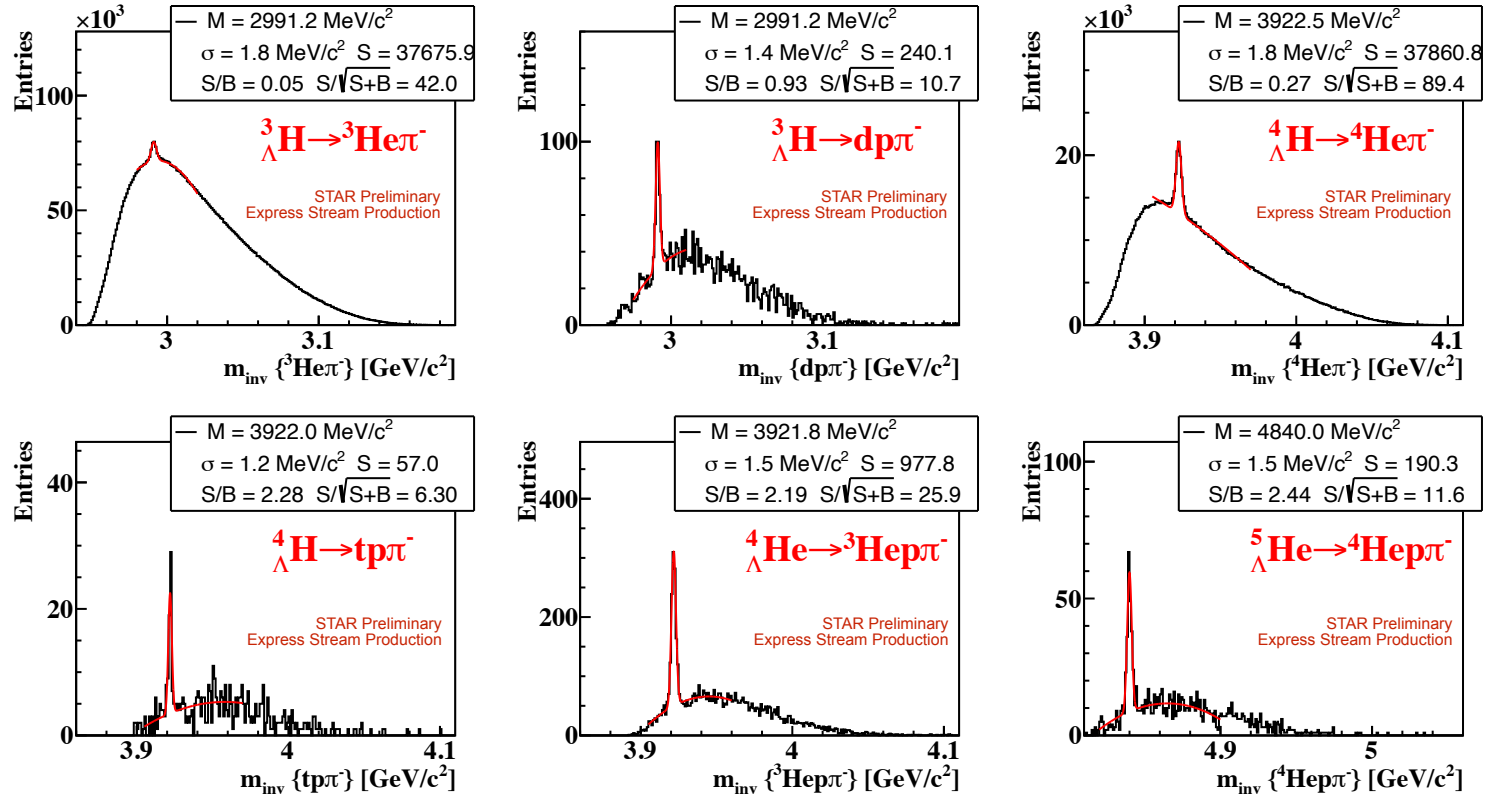 ×10³
— M = 2991.2 MeV/c²
σ = 1.8 MeV/c² S = 37675.9
S/B = 0.05 S/√S+B = 42.0
Entries
100
50
0
³ΛH→³Heπ⁻
STAR Preliminary
Express Stream Production
3
3.1
m_inv {³Heπ⁻} [GeV/c²]
— M = 2991.2 MeV/c²
σ = 1.4 MeV/c² S = 240.1
S/B = 0.93 S/√S+B = 10.7
Entries
100
50
0
³ΛH→dpπ⁻
STAR Preliminary
Express Stream Production
3
3.1
m_inv {dpπ⁻} [GeV/c²]
×10³
— M = 3922.5 MeV/c²
σ = 1.8 MeV/c² S = 37860.8
S/B = 0.27 S/√S+B = 89.4
Entries
20
0
⁴ΛH→⁴Heπ⁻
STAR Preliminary
Express Stream Production
3.9
4
4.1
m_inv {⁴Heπ⁻} [GeV/c²]
— M = 3922.0 MeV/c²
σ = 1.2 MeV/c² S = 57.0
S/B = 2.28 S/√S+B = 6.30
Entries
40
20
0
⁴ΛH→tpπ⁻
STAR Preliminary
Express Stream Production
3.9
4
4.1
m_inv {tpπ⁻} [GeV/c²]
— M = 3921.8 MeV/c²
σ = 1.5 MeV/c² S = 977.8
S/B = 2.19 S/√S+B = 25.9
Entries
400
200
0
⁴ΛHe→³Hepπ⁻
STAR Preliminary
Express Stream Production
3.9
4
4.1
m_inv {³Hepπ⁻} [GeV/c²]
— M = 4840.0 MeV/c²
σ = 1.5 MeV/c² S = 190.3
S/B = 2.44 S/√S+B = 11.6
Entries
100
50
0
⁵ΛHe→⁴Hepπ⁻
STAR Preliminary
Express Stream Production
4.9
5
m_inv {⁴Hepπ⁻} [GeV/c²]